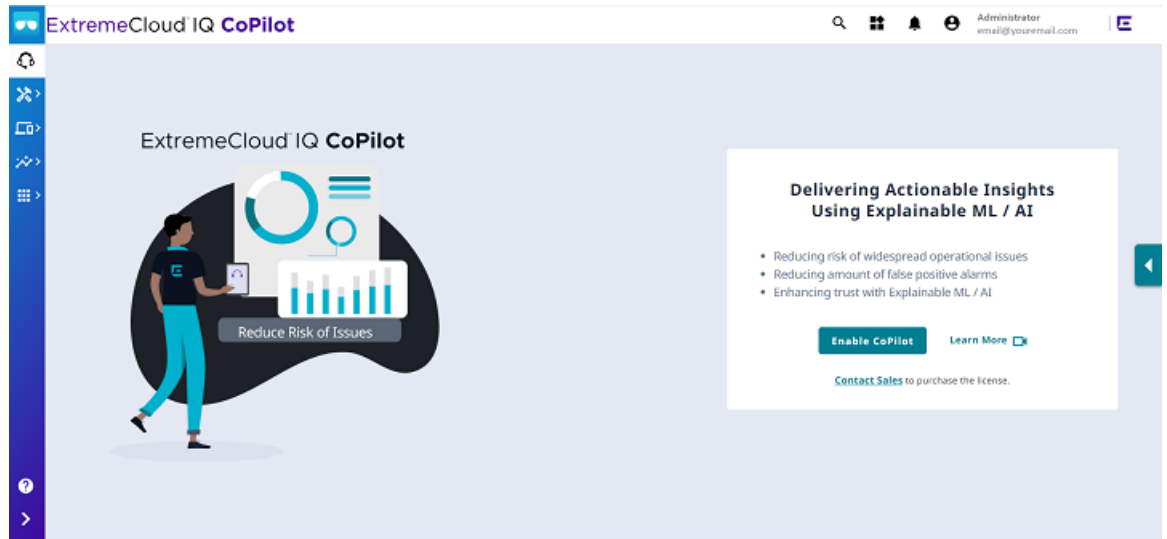 ExtremeCloud™ IQ CoPilot
Administrator
email@youremail.com
ExtremeCloud™ IQ CoPilot
Reduce Risk of Issues
Delivering Actionable Insights
Using Explainable ML / AI
• Reducing risk of widespread operational issues
• Reducing amount of false positive alarms
• Enhancing trust with Explainable ML / AI
Enable CoPilot
Learn More
Contact Sales to purchase the license.